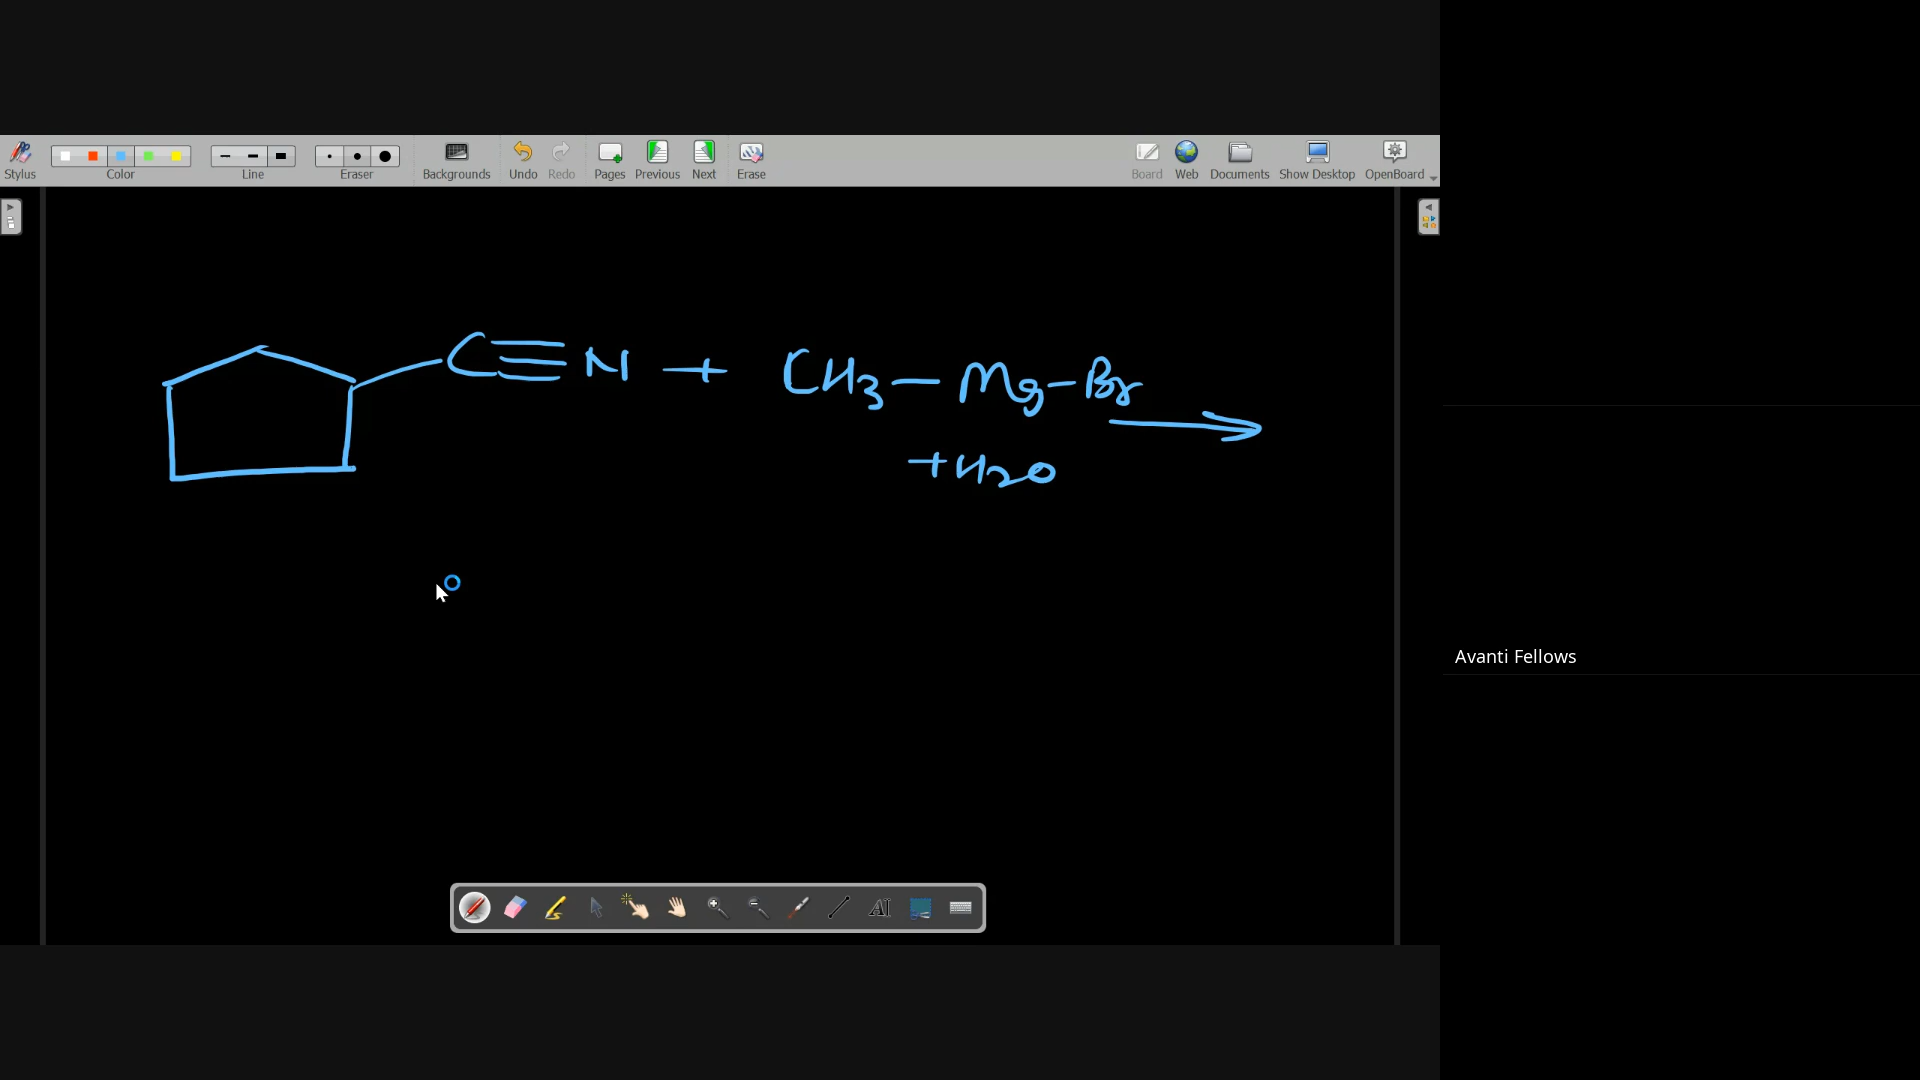 Stylus
Color
Line
Eraser
Backgrounds
Undo
Redo
Pages
Previous
Next
Erase
Board
Web
Documents
Show Desktop
OpenBoard
C≡N + CH3—Mg—Br
+H2O
Avanti Fellows
AI